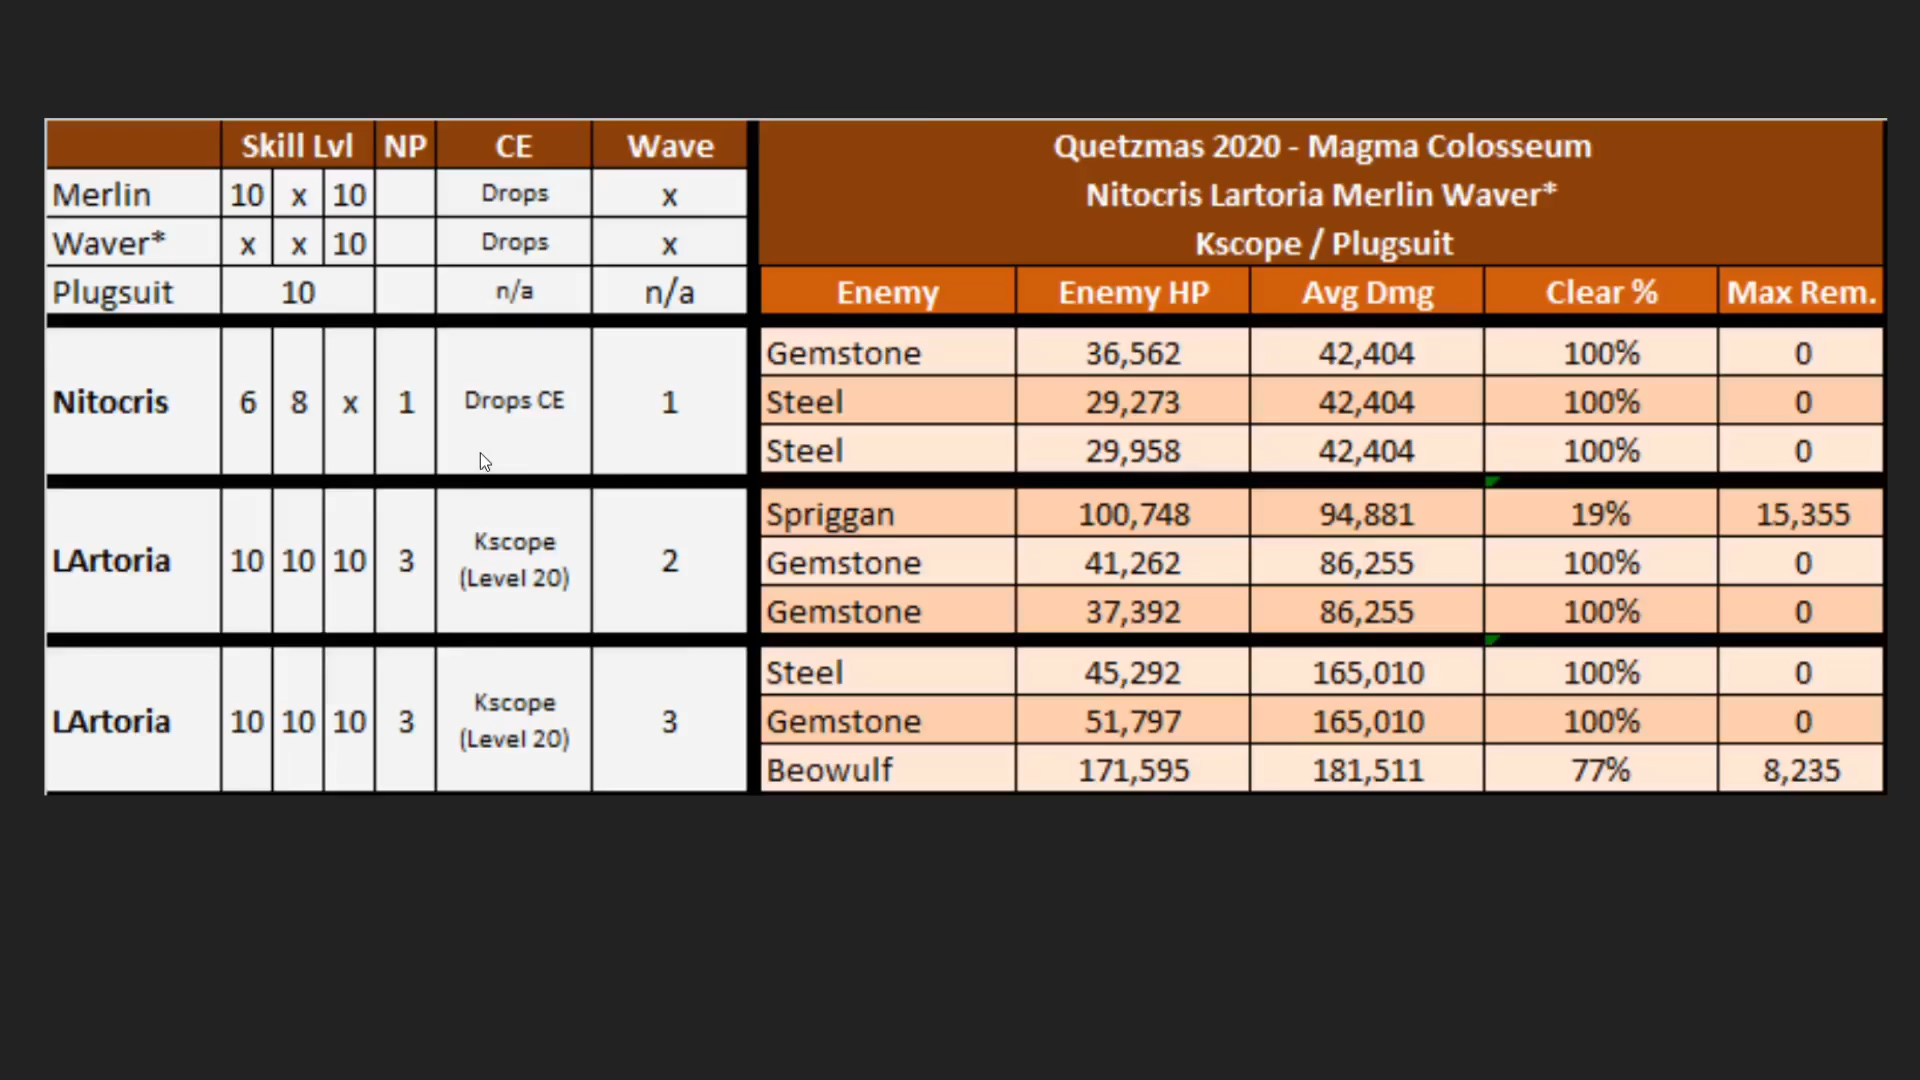 Skill Lvl NP CE Wave
Merlin 10 x 10 Drops x
Waver* x x 10 Drops x
Plugsuit 10 n/a n/a
Nitocris 6 8 x 1 Drops CE 1
LArtoria 10 10 10 3 Kscope (Level 20) 2
LArtoria 10 10 10 3 Kscope (Level 20) 3
Quetzmas 2020 - Magma Colosseum
Nitocris Lartoria Merlin Waver*
Kscope / Plugsuit
Enemy Enemy HP Avg Dmg Clear % Max Rem.
Gemstone 36,562 42,404 100% 0
Steel 29,273 42,404 100% 0
Steel 29,958 42,404 100% 0
Spriggan 100,748 94,881 19% 15,355
Gemstone 41,262 86,255 100% 0
Gemstone 37,392 86,255 100% 0
Steel 45,292 165,010 100% 0
Gemstone 51,797 165,010 100% 0
Beowulf 171,595 181,511 77% 8,235